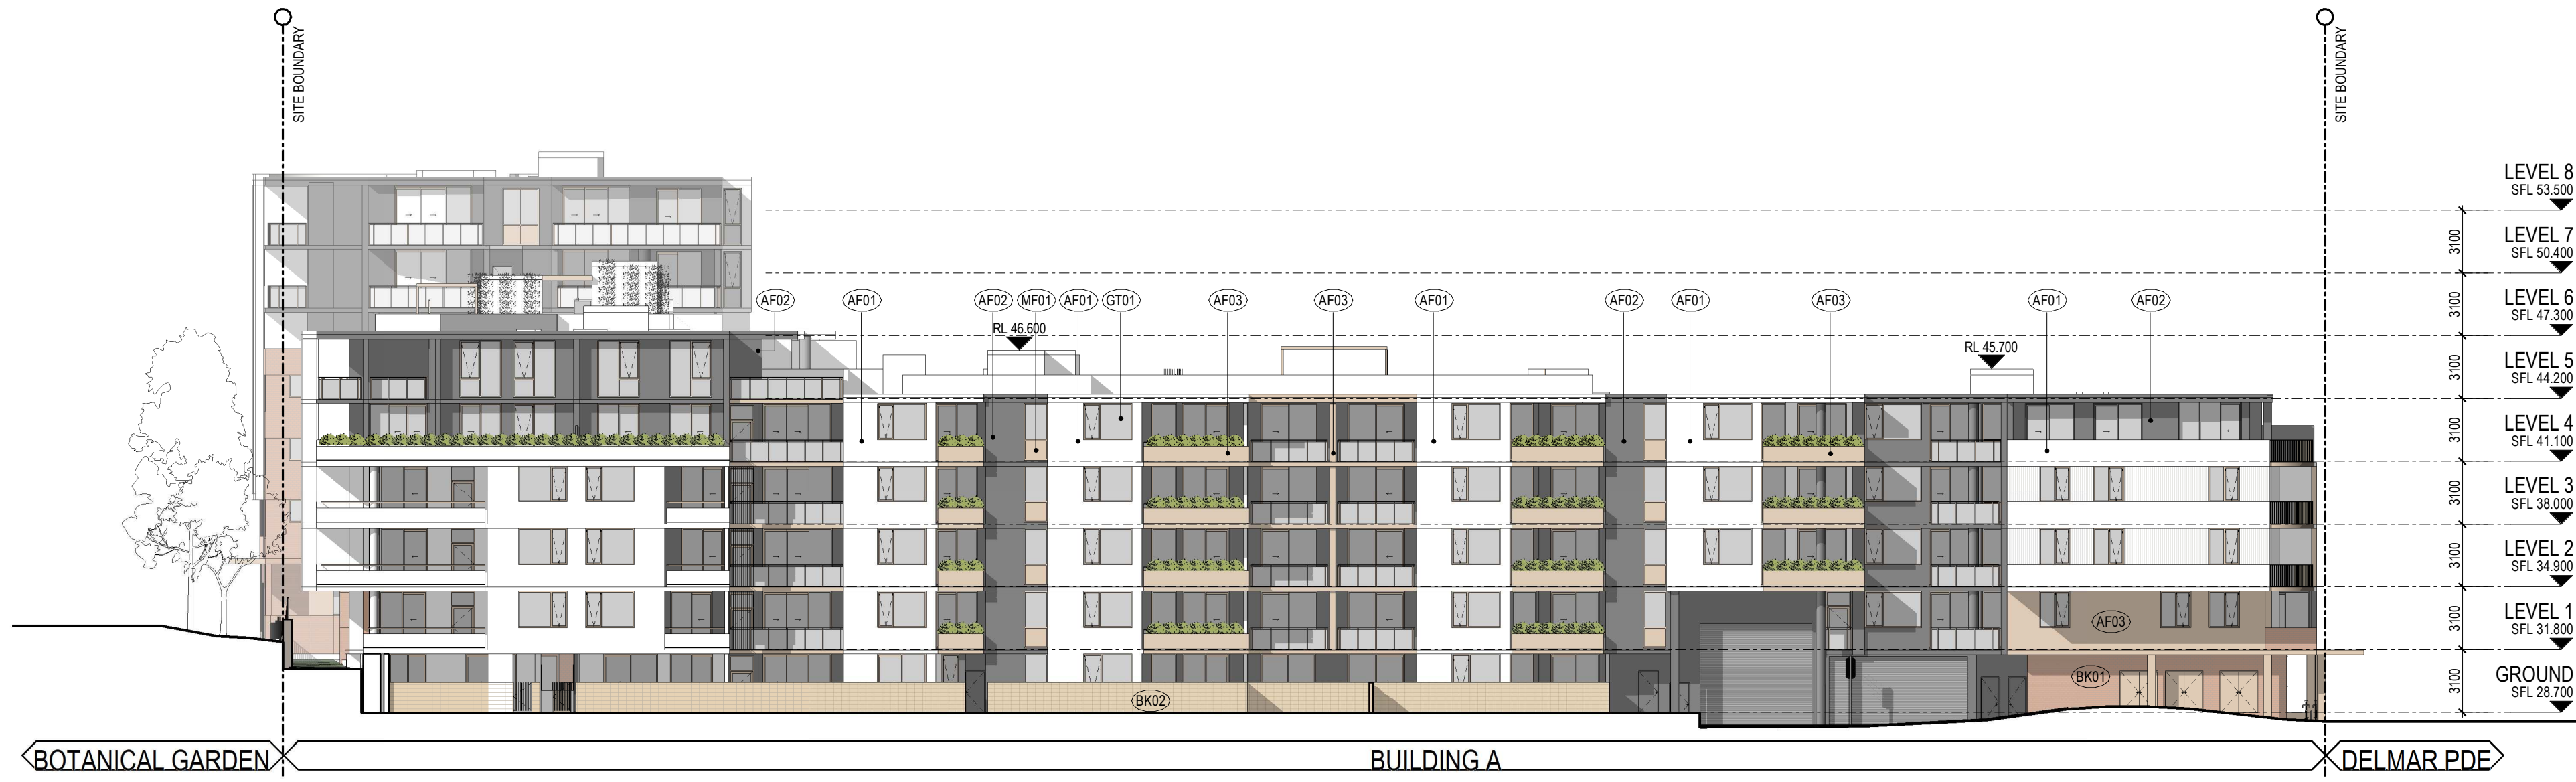 SITE BOUNDARY
SITE BOUNDARY
LEVEL 8
SFL 53.500
3100
LEVEL 7
SFL 50.400
3100
AF02
AF01
AF02
MF01
AF01
GT01
AF03
AF03
AF01
AF02
AF01
AF03
AF01
AF02
LEVEL 6
SFL 47.300
RL 46.600
RL 45.700
3100
LEVEL 5
SFL 44.200
3100
LEVEL 4
SFL 41.100
3100
LEVEL 3
SFL 38.000
3100
LEVEL 2
SFL 34.900
3100
AF03
LEVEL 1
SFL 31.800
3100
BK02
BK01
GROUND
SFL 28.700
3100
BOTANICAL GARDEN
BUILDING A
DELMAR PDE